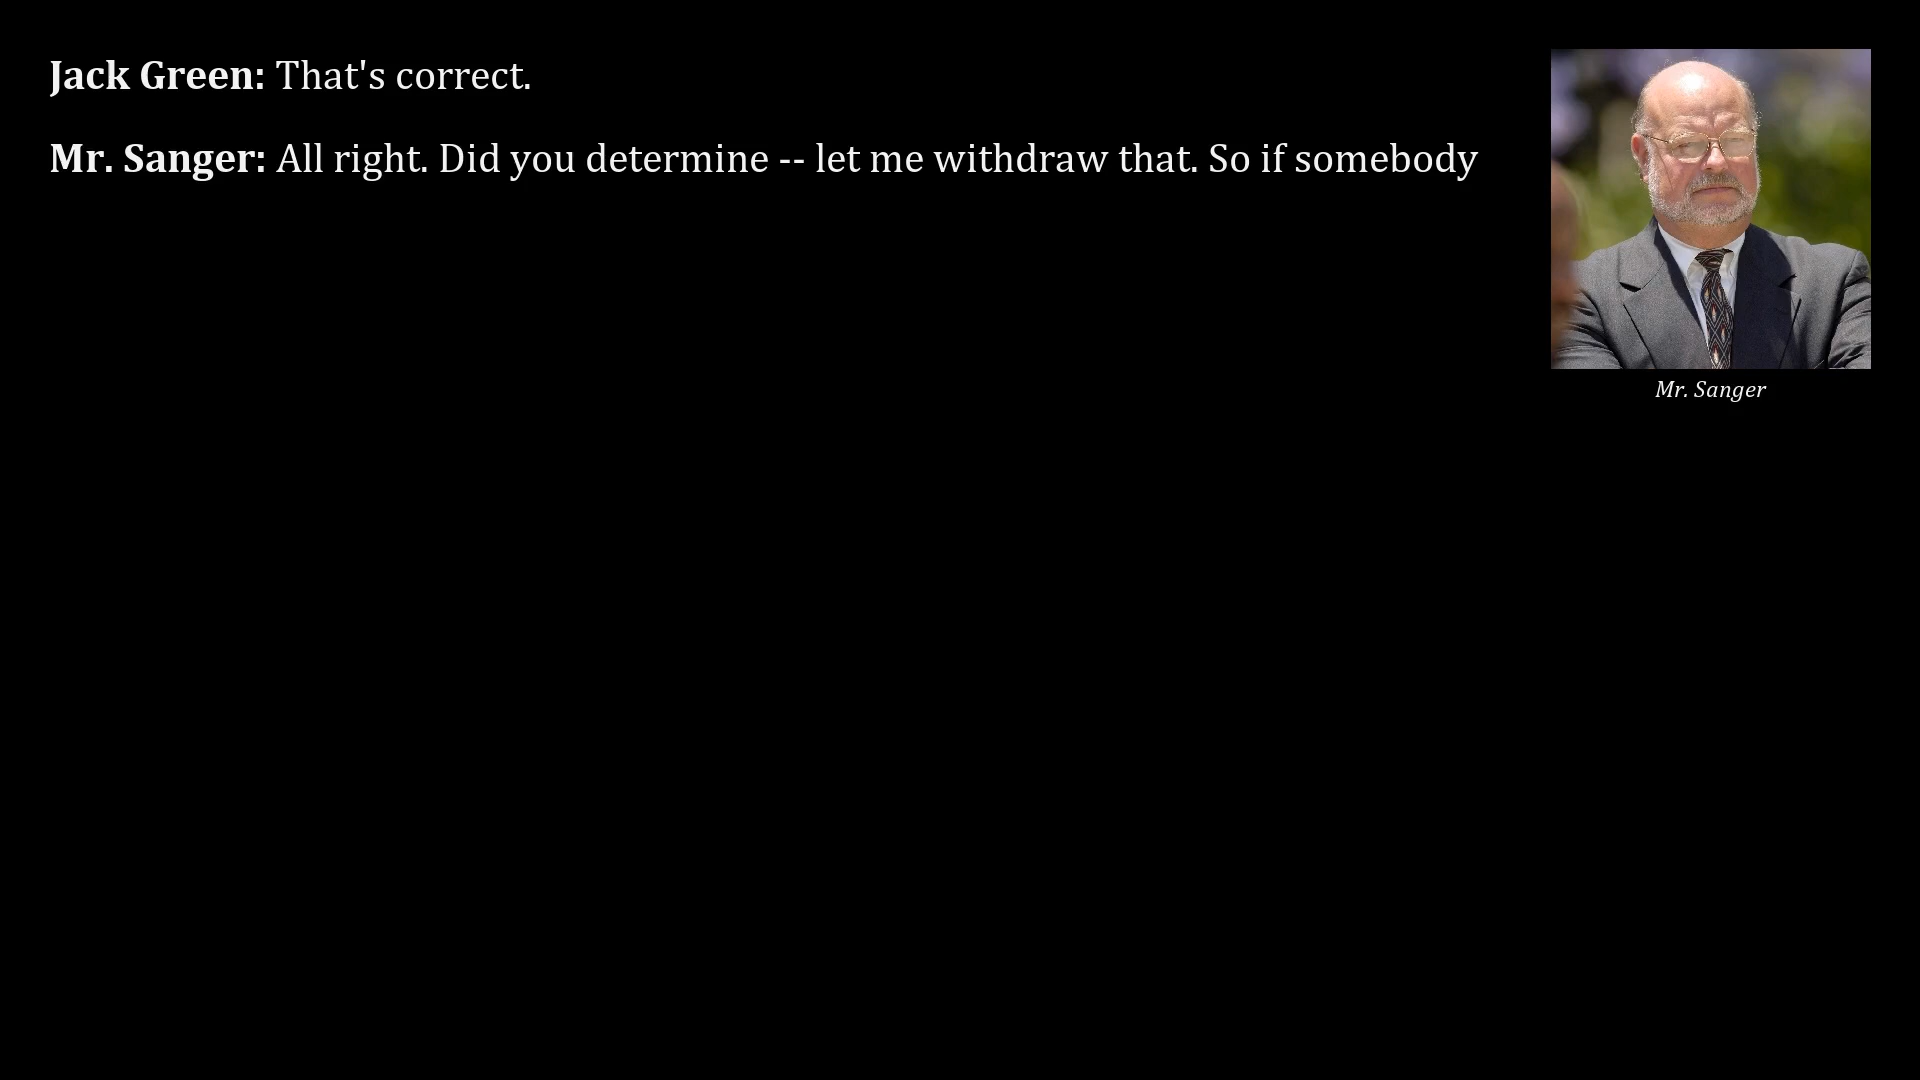 Jack Green: That's correct.
Mr. Sanger: All right. Did you determine -- let me withdraw that. So if somebody
Mr. Sanger